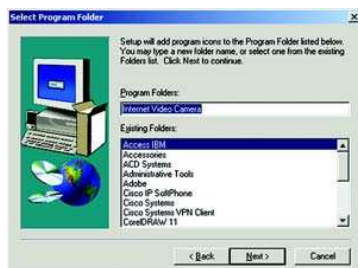 Select Program Folder
Setup will add program icons to the Program Folder listed below.
You may type a new folder name, or select one from the existing
Folders list. Click Next to continue.
Program Folders:
Internet Video Camera
Existing Folders:
Access IBM
Accessories
ACD Systems
Administrative Tools
Adobe
Cisco IP SoftPhone
Cisco Systems
Cisco Systems VPN Client
CorelDRAW 11
< Back
Next >
Cancel